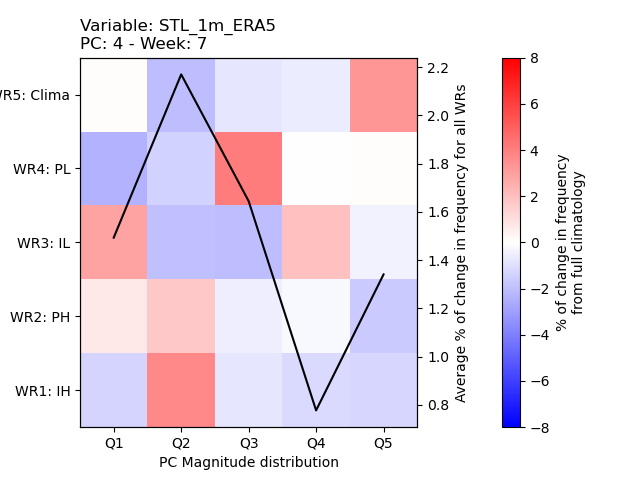 Variable: STL_1m_ERA5
PC: 4 - Week: 7
R5: Clima
WR4: PL
WR3: IL
WR2: PH
WR1: IH
Q1 Q2 Q3 Q4 Q5
PC Magnitude distribution
2.2
2.0
1.8
1.6
1.4
1.2
1.0
0.8
Average % of change in frequency for all WRs
8
6
4
2
0
−2
−4
−6
−8
% of change in frequency
from full climatology